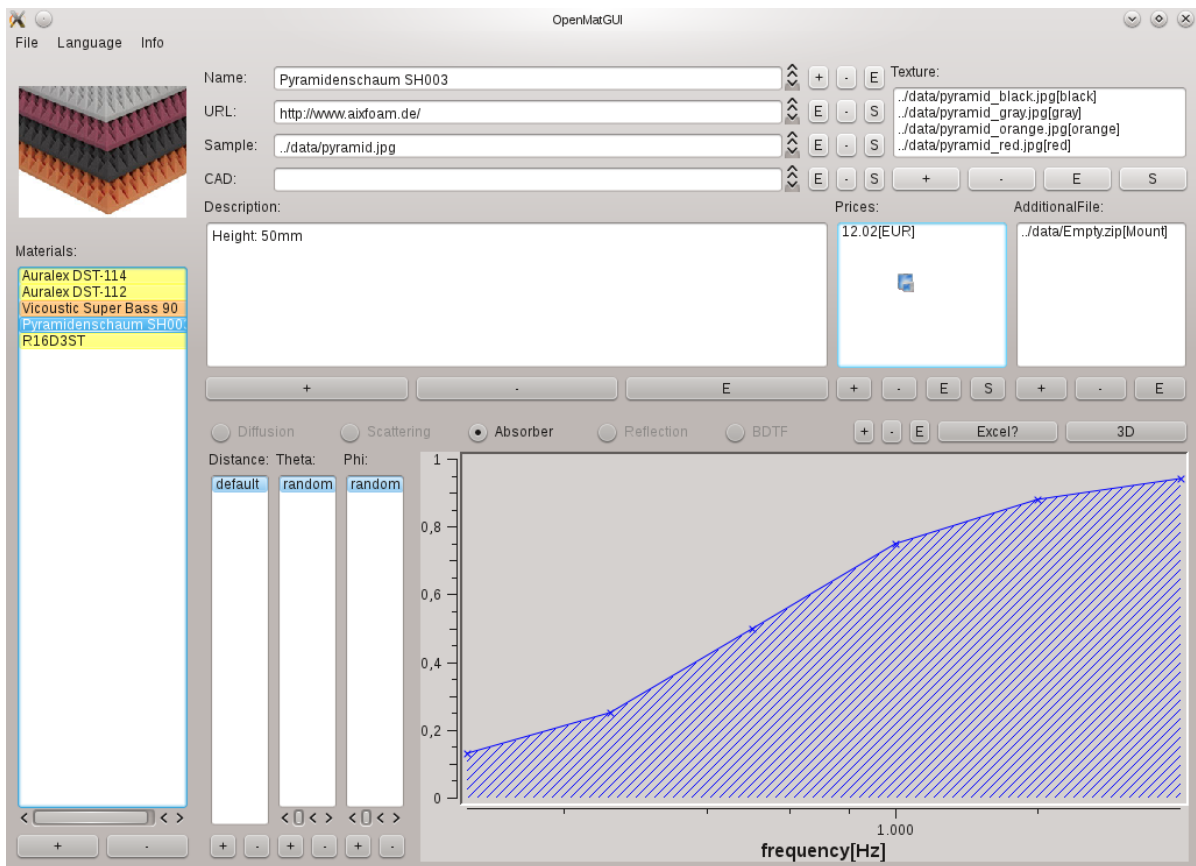 OpenMatGUI
File Language Info
Name: Pyramidenschaum SH003 + - E
URL: http://www.aixfoam.de/ E - S
Sample: ../data/pyramid.jpg E - S
CAD: E - S
Texture:
../data/pyramid_black.jpg[black]
../data/pyramid_gray.jpg[gray]
../data/pyramid_orange.jpg[orange]
../data/pyramid_red.jpg[red]
+ - E S
Description:
Height: 50mm
+ - E
Prices:
12.02[EUR]
+ - E S
AdditionalFile:
../data/Empty.zip[Mount]
+ - E
Materials:
Auralex DST-114
Auralex DST-112
Vicoustic Super Bass 90
Pyramidenschaum SH00
R16D3ST
+ -
Diffusion Scattering Absorber Reflection BDTF + - E Excel? 3D
Distance: Theta: Phi:
default random random
+ - + - + -
1
0,8
0,6
0,4
0,2
0
1.000
frequency[Hz]